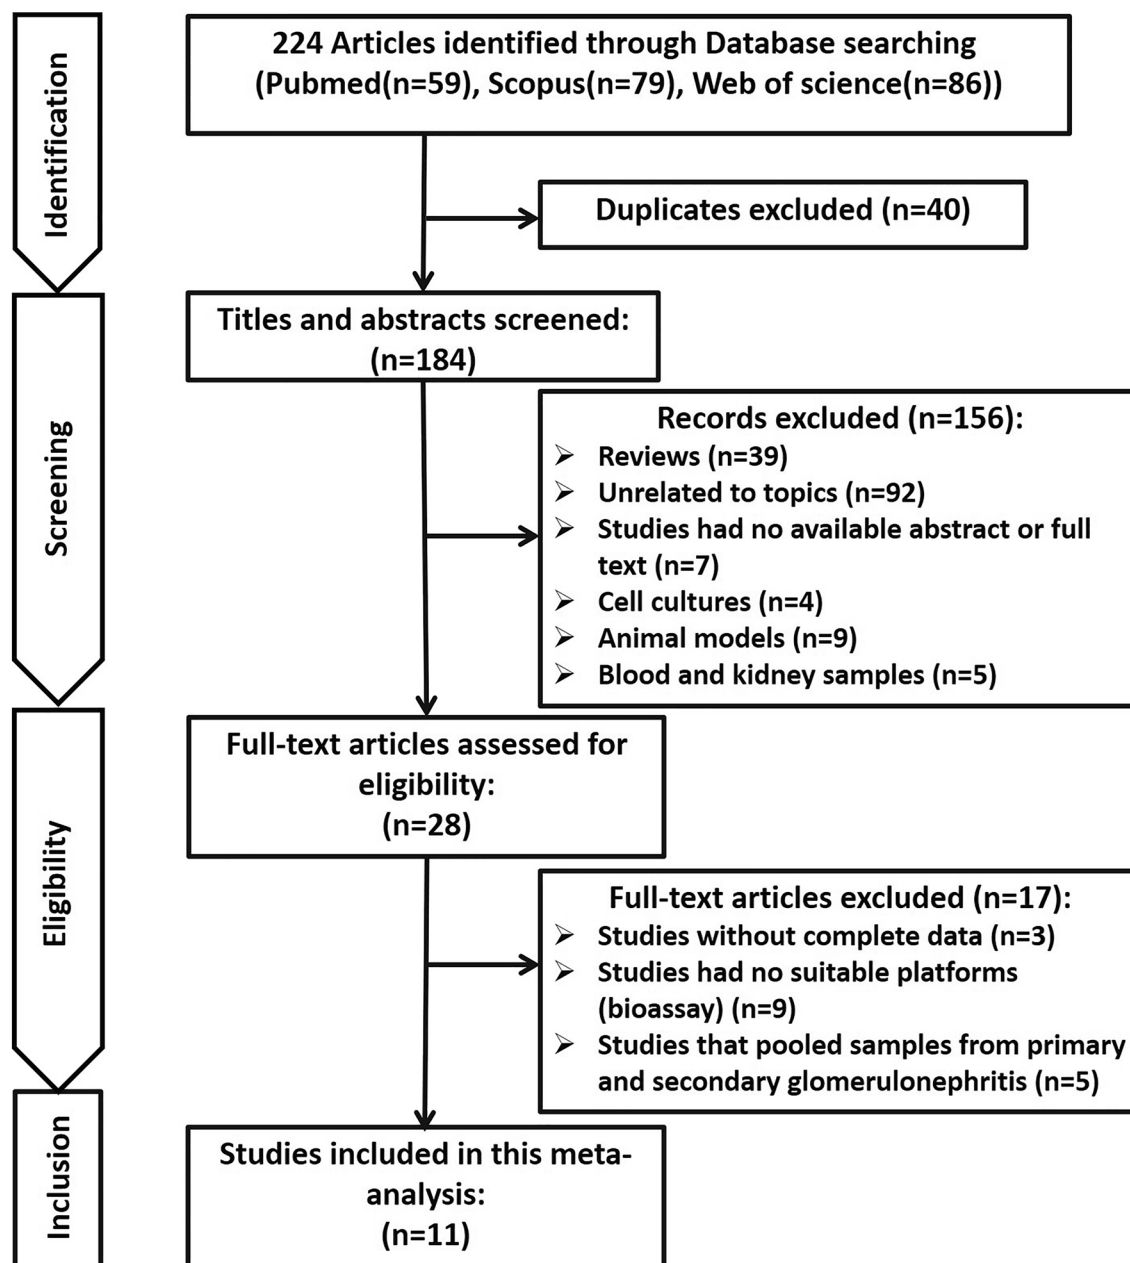 Identification
224 Articles identified through Database searching
(Pubmed(n=59), Scopus(n=79), Web of science(n=86))
Duplicates excluded (n=40)
Screening
Titles and abstracts screened:
(n=184)
Records excluded (n=156):
➢ Reviews (n=39)
➢ Unrelated to topics (n=92)
➢ Studies had no available abstract or full
text (n=7)
➢ Cell cultures (n=4)
➢ Animal models (n=9)
➢ Blood and kidney samples (n=5)
Eligibility
Full-text articles assessed for
eligibility:
(n=28)
Full-text articles excluded (n=17):
➢ Studies without complete data (n=3)
➢ Studies had no suitable platforms
(bioassay) (n=9)
➢ Studies that pooled samples from primary
and secondary glomerulonephritis (n=5)
Inclusion
Studies included in this meta-
analysis:
(n=11)